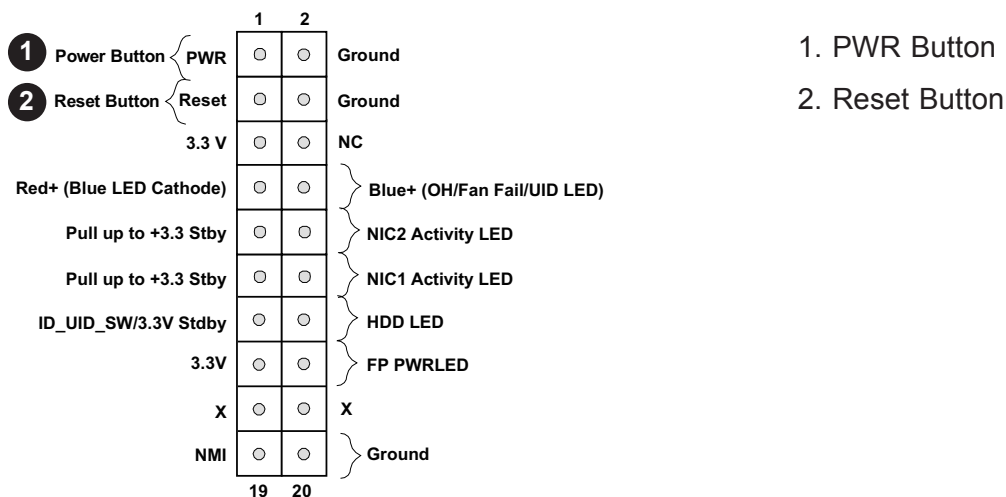 1 2
1 Power Button PWR Ground
2 Reset Button Reset Ground
3.3 V NC
Red+ (Blue LED Cathode) Blue+ (OH/Fan Fail/UID LED)
Pull up to +3.3 Stby NIC2 Activity LED
Pull up to +3.3 Stby NIC1 Activity LED
ID_UID_SW/3.3V Stdby HDD LED
3.3V FP PWRLED
X X
NMI Ground
19 20
1. PWR Button
2. Reset Button